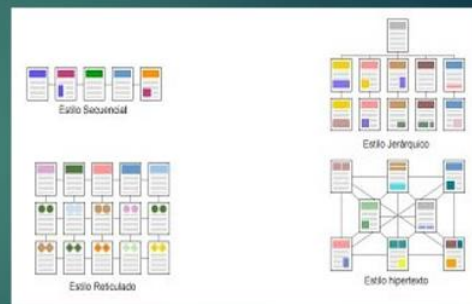 Estilo Secuencial
Estilo Jerárquico
Estilo Reticulado
Estilo hipertexto